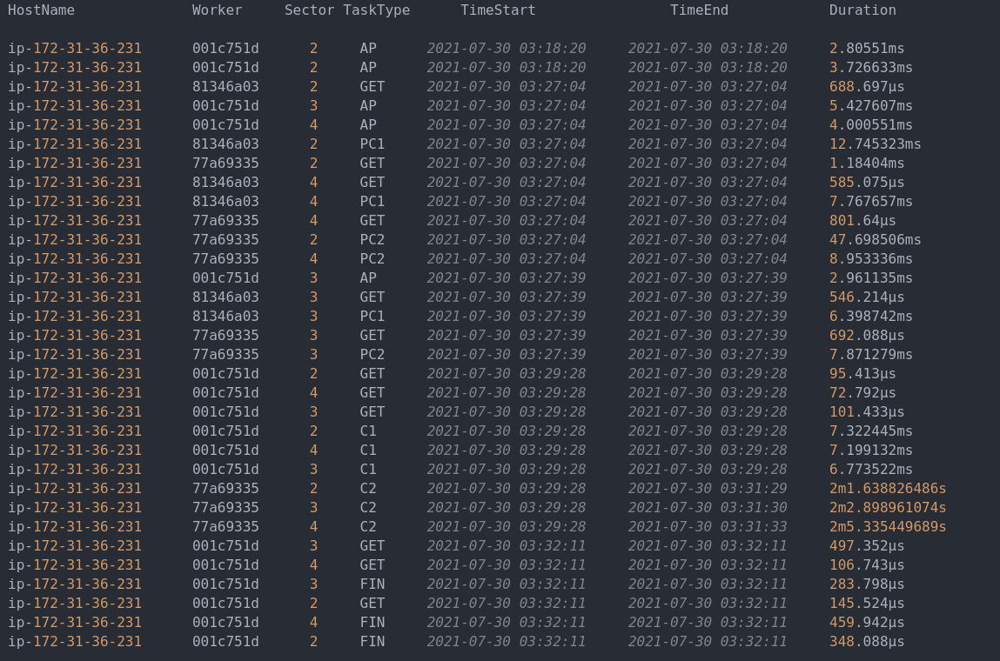 HostName Worker Sector TaskType TimeStart TimeEnd Duration
ip-172-31-36-231 001c751d 2 AP 2021-07-30 03:18:20 2021-07-30 03:18:20 2.80551ms
ip-172-31-36-231 001c751d 2 AP 2021-07-30 03:18:20 2021-07-30 03:18:20 3.726633ms
ip-172-31-36-231 81346a03 2 GET 2021-07-30 03:27:04 2021-07-30 03:27:04 688.697µs
ip-172-31-36-231 001c751d 3 AP 2021-07-30 03:27:04 2021-07-30 03:27:04 5.427607ms
ip-172-31-36-231 001c751d 4 AP 2021-07-30 03:27:04 2021-07-30 03:27:04 4.000551ms
ip-172-31-36-231 81346a03 2 PC1 2021-07-30 03:27:04 2021-07-30 03:27:04 12.745323ms
ip-172-31-36-231 77a69335 2 GET 2021-07-30 03:27:04 2021-07-30 03:27:04 1.18404ms
ip-172-31-36-231 81346a03 4 GET 2021-07-30 03:27:04 2021-07-30 03:27:04 585.075µs
ip-172-31-36-231 81346a03 4 PC1 2021-07-30 03:27:04 2021-07-30 03:27:04 7.767657ms
ip-172-31-36-231 77a69335 4 GET 2021-07-30 03:27:04 2021-07-30 03:27:04 801.64µs
ip-172-31-36-231 77a69335 2 PC2 2021-07-30 03:27:04 2021-07-30 03:27:04 47.698506ms
ip-172-31-36-231 77a69335 4 PC2 2021-07-30 03:27:04 2021-07-30 03:27:04 8.953336ms
ip-172-31-36-231 001c751d 3 AP 2021-07-30 03:27:39 2021-07-30 03:27:39 2.961135ms
ip-172-31-36-231 81346a03 3 GET 2021-07-30 03:27:39 2021-07-30 03:27:39 546.214µs
ip-172-31-36-231 81346a03 3 PC1 2021-07-30 03:27:39 2021-07-30 03:27:39 6.398742ms
ip-172-31-36-231 77a69335 3 GET 2021-07-30 03:27:39 2021-07-30 03:27:39 692.088µs
ip-172-31-36-231 77a69335 3 PC2 2021-07-30 03:27:39 2021-07-30 03:27:39 7.871279ms
ip-172-31-36-231 001c751d 2 GET 2021-07-30 03:29:28 2021-07-30 03:29:28 95.413µs
ip-172-31-36-231 001c751d 4 GET 2021-07-30 03:29:28 2021-07-30 03:29:28 72.792µs
ip-172-31-36-231 001c751d 3 GET 2021-07-30 03:29:28 2021-07-30 03:29:28 101.433µs
ip-172-31-36-231 001c751d 2 C1 2021-07-30 03:29:28 2021-07-30 03:29:28 7.322445ms
ip-172-31-36-231 001c751d 4 C1 2021-07-30 03:29:28 2021-07-30 03:29:28 7.199132ms
ip-172-31-36-231 001c751d 3 C1 2021-07-30 03:29:28 2021-07-30 03:29:28 6.773522ms
ip-172-31-36-231 77a69335 2 C2 2021-07-30 03:29:28 2021-07-30 03:31:29 2m1.638826486s
ip-172-31-36-231 77a69335 3 C2 2021-07-30 03:29:28 2021-07-30 03:31:30 2m2.898961074s
ip-172-31-36-231 77a69335 4 C2 2021-07-30 03:29:28 2021-07-30 03:31:33 2m5.335449689s
ip-172-31-36-231 001c751d 3 GET 2021-07-30 03:32:11 2021-07-30 03:32:11 497.352µs
ip-172-31-36-231 001c751d 4 GET 2021-07-30 03:32:11 2021-07-30 03:32:11 106.743µs
ip-172-31-36-231 001c751d 3 FIN 2021-07-30 03:32:11 2021-07-30 03:32:11 283.798µs
ip-172-31-36-231 001c751d 2 GET 2021-07-30 03:32:11 2021-07-30 03:32:11 145.524µs
ip-172-31-36-231 001c751d 4 FIN 2021-07-30 03:32:11 2021-07-30 03:32:11 459.942µs
ip-172-31-36-231 001c751d 2 FIN 2021-07-30 03:32:11 2021-07-30 03:32:11 348.088µs